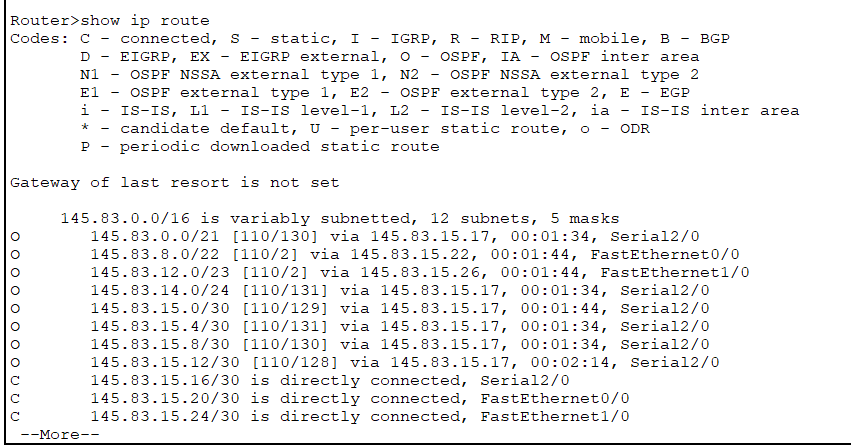 Router>show ip route
Codes: C - connected, S - static, I - IGRP, R - RIP, M - mobile, B - BGP
       D - EIGRP, EX - EIGRP external, O - OSPF, IA - OSPF inter area
       N1 - OSPF NSSA external type 1, N2 - OSPF NSSA external type 2
       E1 - OSPF external type 1, E2 - OSPF external type 2, E - EGP
       i - IS-IS, L1 - IS-IS level-1, L2 - IS-IS level-2, ia - IS-IS inter area
       * - candidate default, U - per-user static route, o - ODR
       P - periodic downloaded static route

Gateway of last resort is not set

     145.83.0.0/16 is variably subnetted, 12 subnets, 5 masks
O       145.83.0.0/21 [110/130] via 145.83.15.17, 00:01:34, Serial2/0
O       145.83.8.0/22 [110/2] via 145.83.15.22, 00:01:44, FastEthernet0/0
O       145.83.12.0/23 [110/2] via 145.83.15.26, 00:01:44, FastEthernet1/0
O       145.83.14.0/24 [110/131] via 145.83.15.17, 00:01:34, Serial2/0
O       145.83.15.0/30 [110/129] via 145.83.15.17, 00:01:44, Serial2/0
O       145.83.15.4/30 [110/131] via 145.83.15.17, 00:01:34, Serial2/0
O       145.83.15.8/30 [110/130] via 145.83.15.17, 00:01:34, Serial2/0
O       145.83.15.12/30 [110/128] via 145.83.15.17, 00:02:14, Serial2/0
C       145.83.15.16/30 is directly connected, Serial2/0
C       145.83.15.20/30 is directly connected, FastEthernet0/0
C       145.83.15.24/30 is directly connected, FastEthernet1/0
 --More--